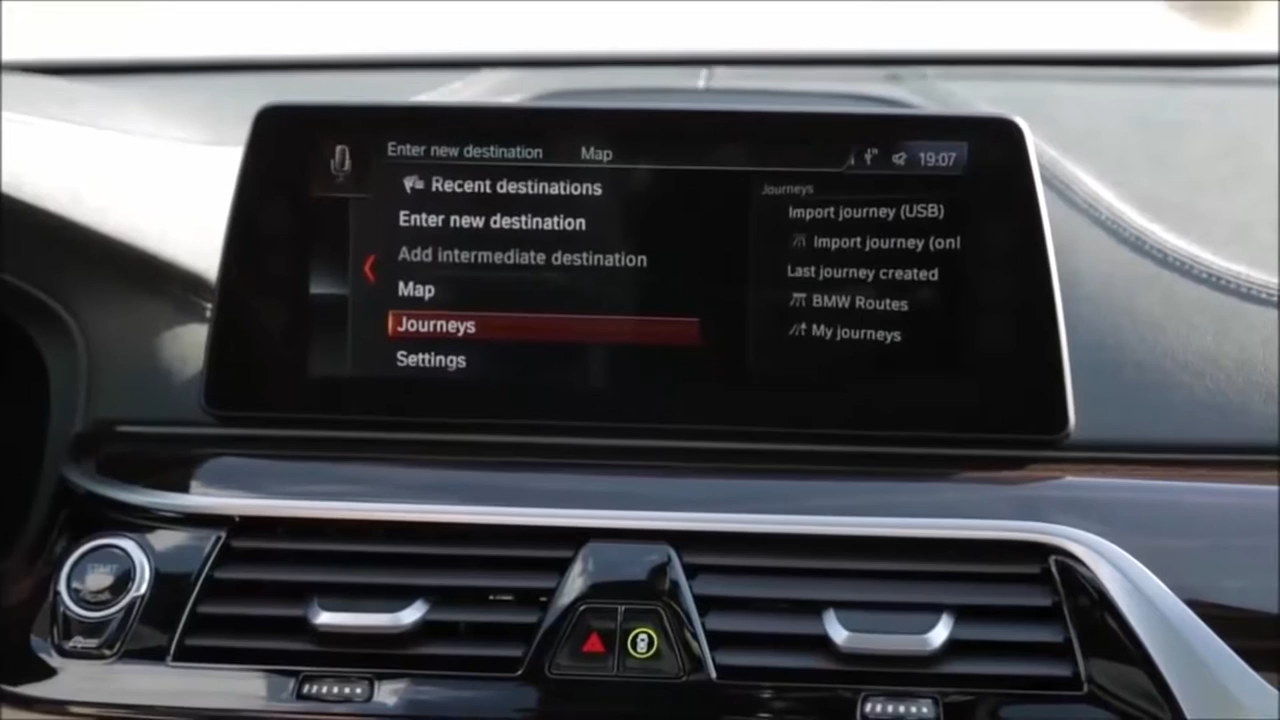 Enter new destination Map 19:07
Recent destinations
Enter new destination
Add intermediate destination
Map
Journeys
Settings
Journeys
Import journey (USB)
Import journey (onl
Last journey created
BMW Routes
My journeys
START